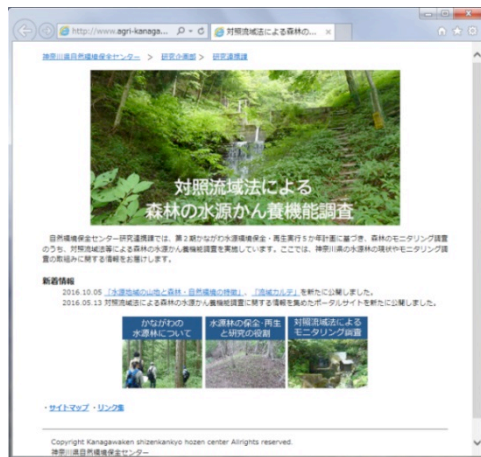 http://www.agri-kanaga...
対照流域法による森林の...
神奈川県自然環境保全センター > 研究企画部 > 研究連携課
対照流域法による
森林の水源かん養機能調査
自然環境保全センター研究連携課では、第２期かながわ水源環境保全・再生実行５か年計画に基づき、森林のモニタリング調査
のうち、対照流域法等による森林の水源かん養機能調査を実施しています。ここでは、神奈川県の水源林の現状やモニタリング調
査の取組みに関する情報をお届けします。
新着情報
2016.10.05 「水源地域の山地と森林・自然環境の特徴」、「流域カルテ」を新たに公開しました。
2016.05.13 対照流域法による森林の水源かん養機能調査に関する情報を集めたポータルサイトを新たに公開しました。
かながわの
水源林について
水源林の保全・再生
と研究の役割
対照流域法による
モニタリング調査
・サイトマップ ・リンク集
Copyright Kanagawaken shizenkankyo hozen center Allrights reserved.
神奈川県自然環境保全センター